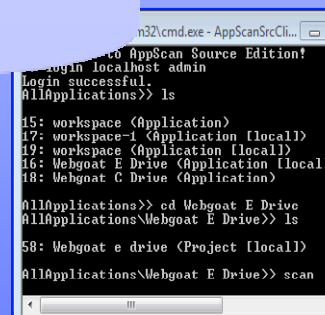 m32\cmd.exe - AppScanSrcCli...
to AppScan Source Edition!
login localhost admin
Login successful.
AllApplications>> ls
15: workspace (Application)
17: workspace-1 (Application [local])
19: workspace (Application [local])
16: Webgoat E Drive (Application [local
18: Webgoat C Drive (Application)
AllApplications>> cd Webgoat E Drive
AllApplications\Webgoat E Drive>> ls
58: Webgoat e drive (Project [local])
AllApplications\Webgoat E Drive>> scan